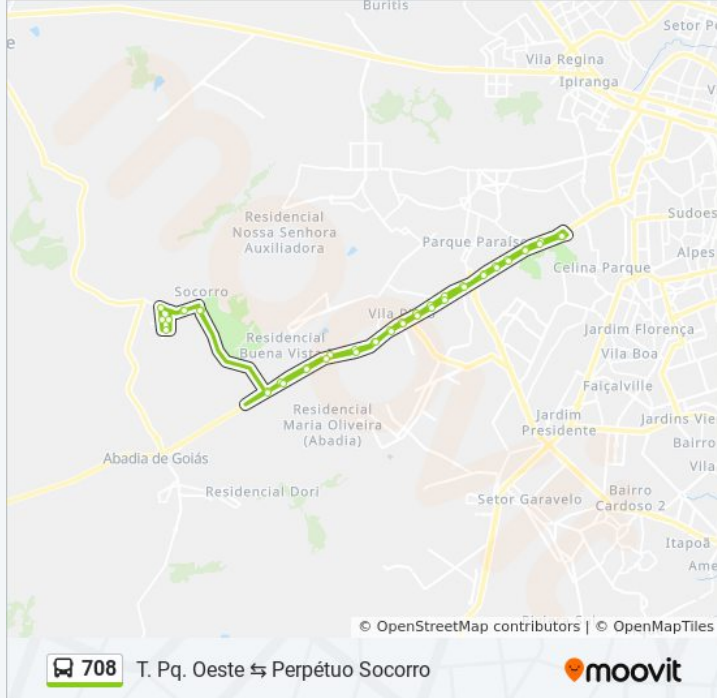 Buritis
Setor Pe
e
Vila Regina
Ipiranga
V
Residencial
Nossa Senhora
Auxiliadora
Parque Paraíso
Sudoes
Alpes
Celina Parque
Socorro
Vila
Jardim Florença
Residencial
Buena Vista
Vila Boa
Faiçalville
Residencial
Maria Oliveira
(Abadia)
Jardim
Presidente
Jardins Vie
Bairro
Abadia de Goiás
Vila
Residencial Dori
Setor Garavelo
Bairro
Cardoso 2
Itapoã
Ame
moovit
© OpenStreetMap contributors | © OpenMapTiles
708 T. Pq. Oeste ⇆ Perpétuo Socorro
moovit